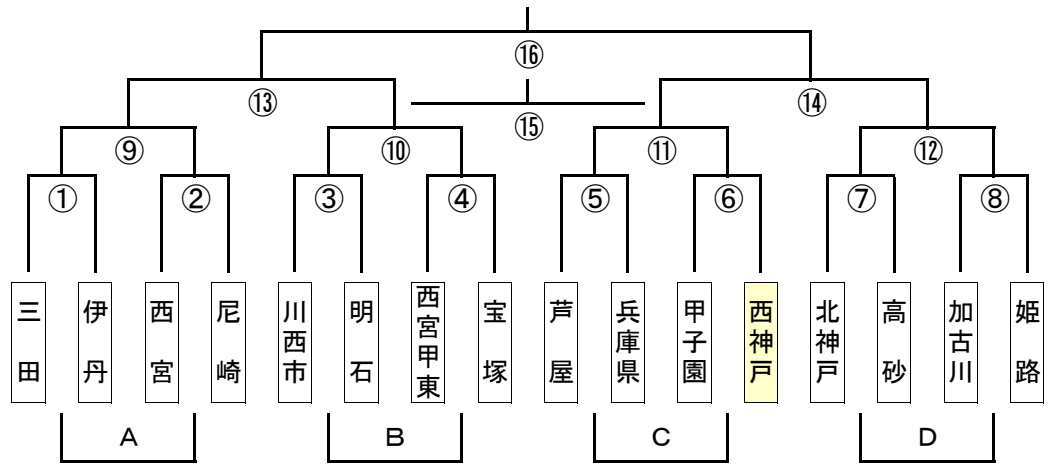 ⑯
⑬ ⑭
⑮
⑨ ⑩ ⑪ ⑫
① ② ③ ④ ⑤ ⑥ ⑦ ⑧
三田
伊丹
西宮
尼崎
川西市
明石
西宮甲東
宝塚
芦屋
兵庫県
甲子園
西神戸
北神戸
高砂
加古川
姫路
A B C D